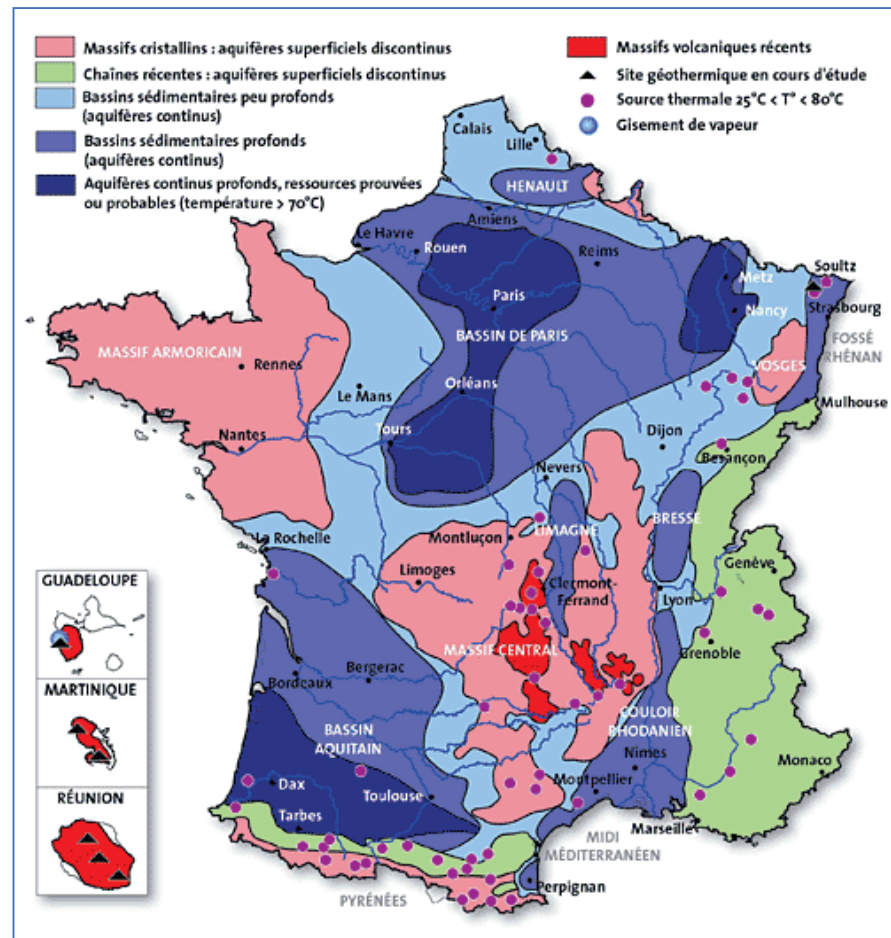 Massifs cristallins : aquifères superficiels discontinus
Chaînes récentes : aquifères superficiels discontinus
Bassins sédimentaires peu profonds
(aquifères continus)
Bassins sédimentaires profonds
(aquifères continus)
Aquifères continus profonds, ressources prouvées
ou probables (température > 70°C)
Massifs volcaniques récents
Site géothermique en cours d'étude
Source thermale 25°C < T° < 80°C
Gisement de vapeur
Calais
Lille
HENAULT
Amiens
Le Havre
Rouen
Reims
Metz
Soultz
Paris
Strasbourg
Nancy
BASSIN DE PARIS
FOSSÉ
RHÉNAN
MASSIF ARMORICAIN
VOSGES
Rennes
Le Mans
Orléans
Mulhouse
Tours
Dijon
Nantes
Besançon
Nevers
La Rochelle
Montluçon
LIMAGNE
BRESSE
Limoges
Genève
Clermont-
Ferrand
Lyon
GUADELOUPE
MASSIF CENTRAL
Grenoble
Bergerac
Bordeaux
MARTINIQUE
COULOIR
RHODANIEN
BASSIN
AQUITAIN
Nîmes
Monaco
Dax
Toulouse
Montpellier
RÉUNION
Tarbes
Marseille
MIDI
MÉDITERRANÉEN
Perpignan
PYRÉNÉES